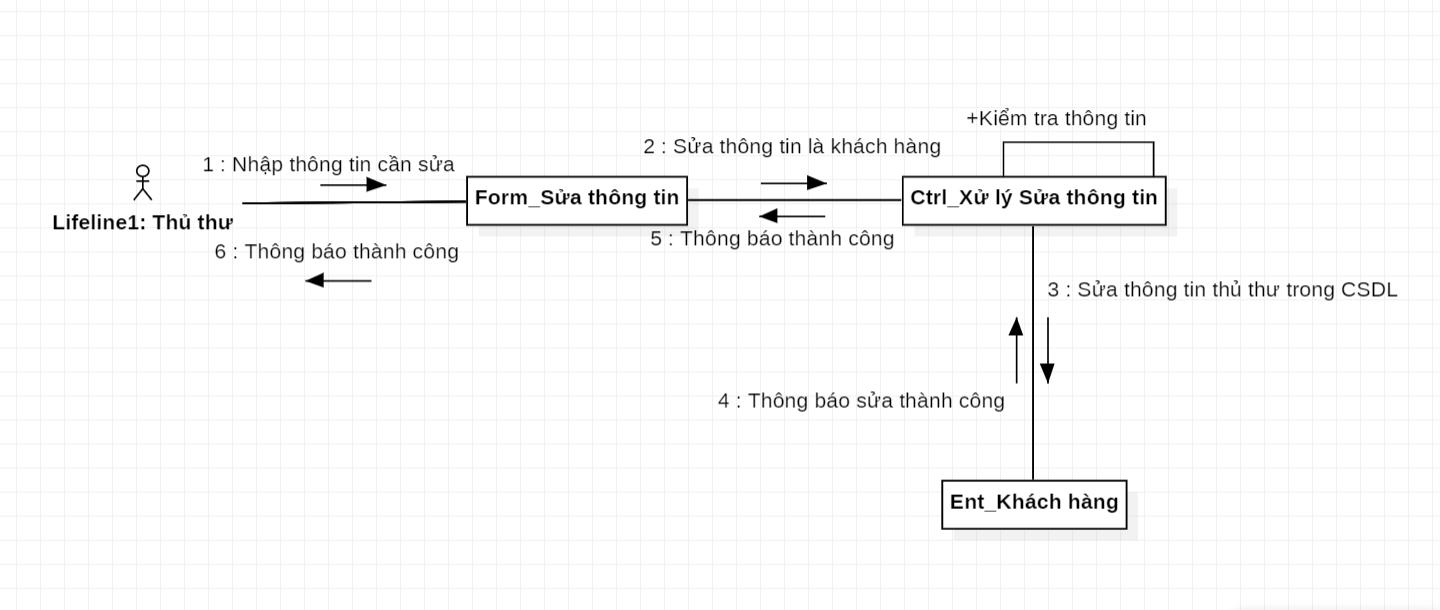 +Kiểm tra thông tin
2 : Sửa thông tin là khách hàng
1 : Nhập thông tin cần sửa
Form_Sửa thông tin
Ctrl_Xử lý Sửa thông tin
Lifeline1: Thủ thư
5 : Thông báo thành công
6 : Thông báo thành công
3 : Sửa thông tin thủ thư trong CSDL
4 : Thông báo sửa thành công
Ent_Khách hàng